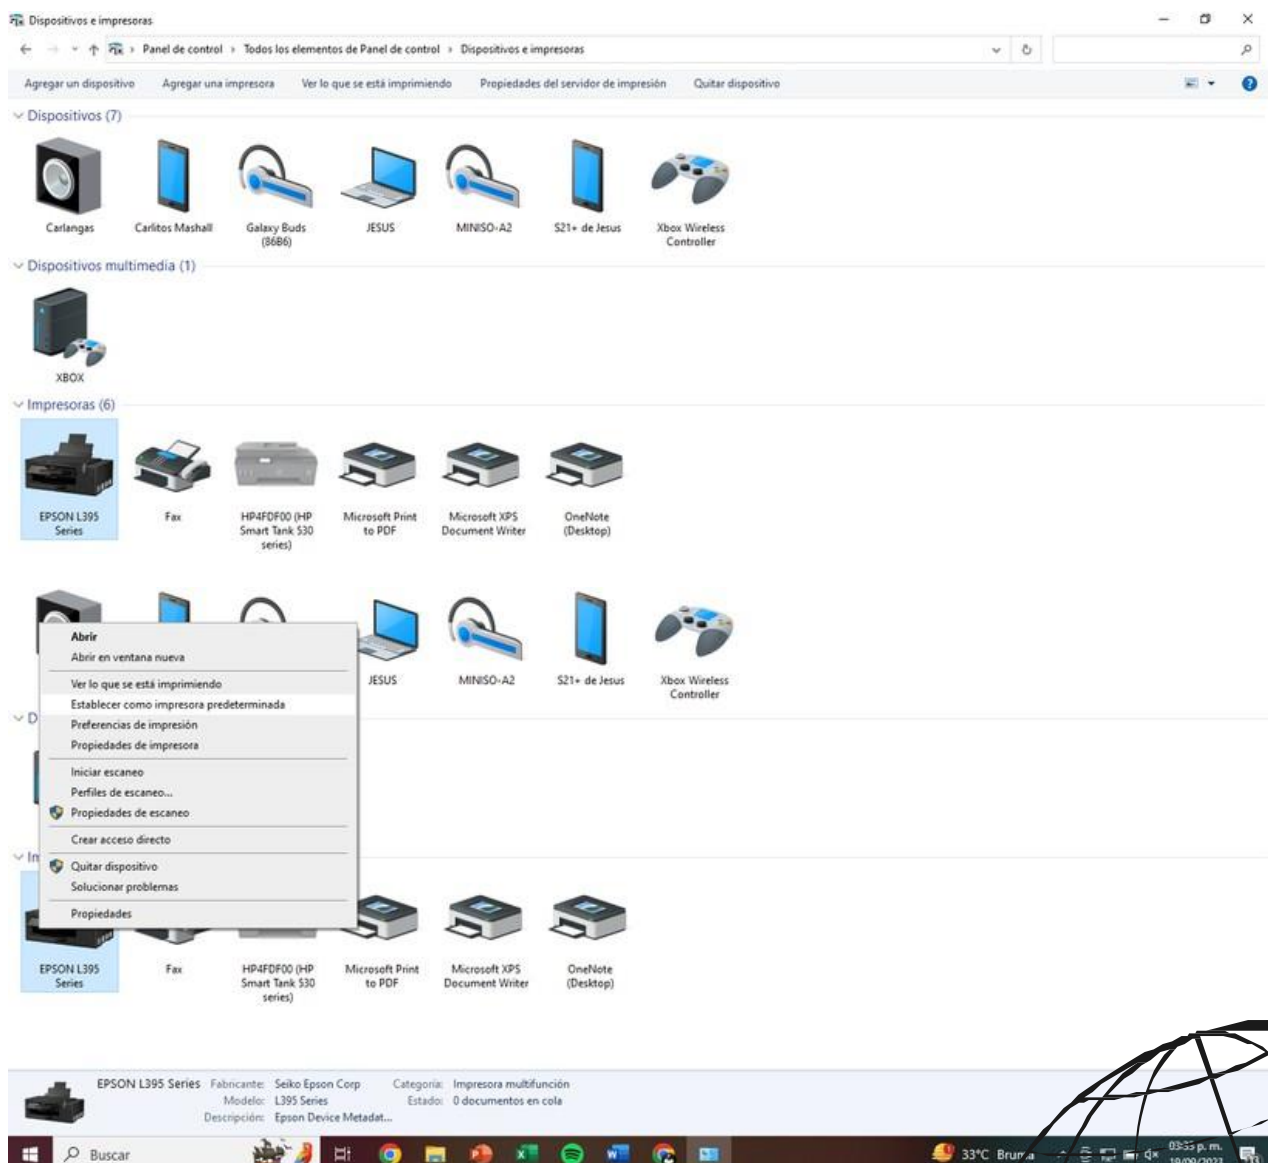 Dispositivos e impresoras
Panel de control > Todos los elementos de Panel de control > Dispositivos e impresoras
Agregar un dispositivo Agregar una impresora Ver lo que se está imprimiendo Propiedades del servidor de impresión Quitar dispositivo
Dispositivos (7)
Carlangas
Carlitos Mashall
Galaxy Buds
(86B6)
JESUS
MINISO-A2
S21+ de Jesus
Xbox Wireless
Controller
Dispositivos multimedia (1)
XBOX
Impresoras (6)
EPSON L395
Series
Fax
HP4FDF00 (HP
Smart Tank 530
series)
Microsoft Print
to PDF
Microsoft XPS
Document Writer
OneNote
(Desktop)
Abrir
Abrir en ventana nueva
Ver lo que se está imprimiendo
Establecer como impresora predeterminada
Preferencias de impresión
Propiedades de impresora
Iniciar escaneo
Perfiles de escaneo...
Propiedades de escaneo
Crear acceso directo
Quitar dispositivo
Solucionar problemas
Propiedades
JESUS
MINISO-A2
S21+ de Jesus
Xbox Wireless
Controller
D
In
EPSON L395
Series
Fax
HP4FDF00 (HP
Smart Tank 530
series)
Microsoft Print
to PDF
Microsoft XPS
Document Writer
OneNote
(Desktop)
EPSON L395 Series Fabricante: Seiko Epson Corp Categoría: Impresora multifunción
Modelo: L395 Series Estado: 0 documentos en cola
Descripción: Epson Device Metadat...
Buscar
33°C Bruma
03:35 p. m.
19/09/2023